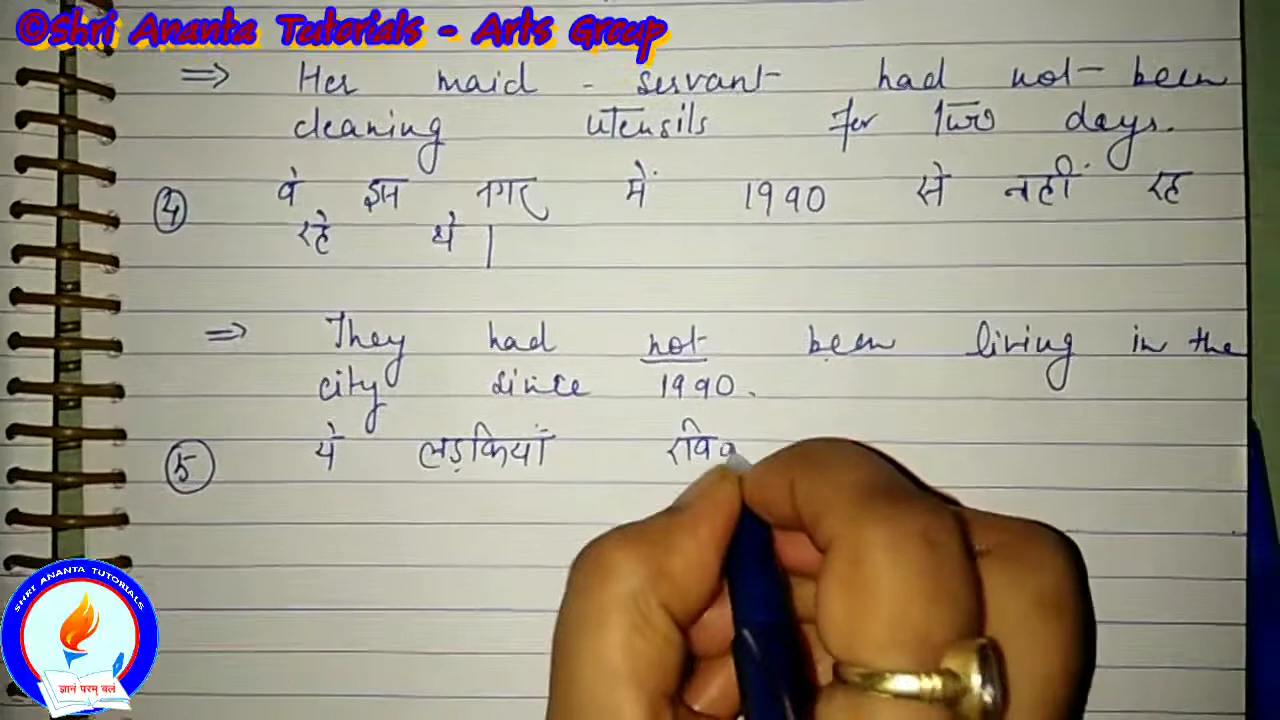 ©Shri Ananta Tutorials - Arts Group
⇒ Her maid - servant had not been
cleaning utensils for two days.
④ वे इस नगर में 1990 से नहीं रह
रहे थे |
⇒ They had not been living in the
city since 1990.
⑤ ये लड़कियाँ रवि
SHRI ANANTA TUTORIALS
ज्ञानं परमं बलं